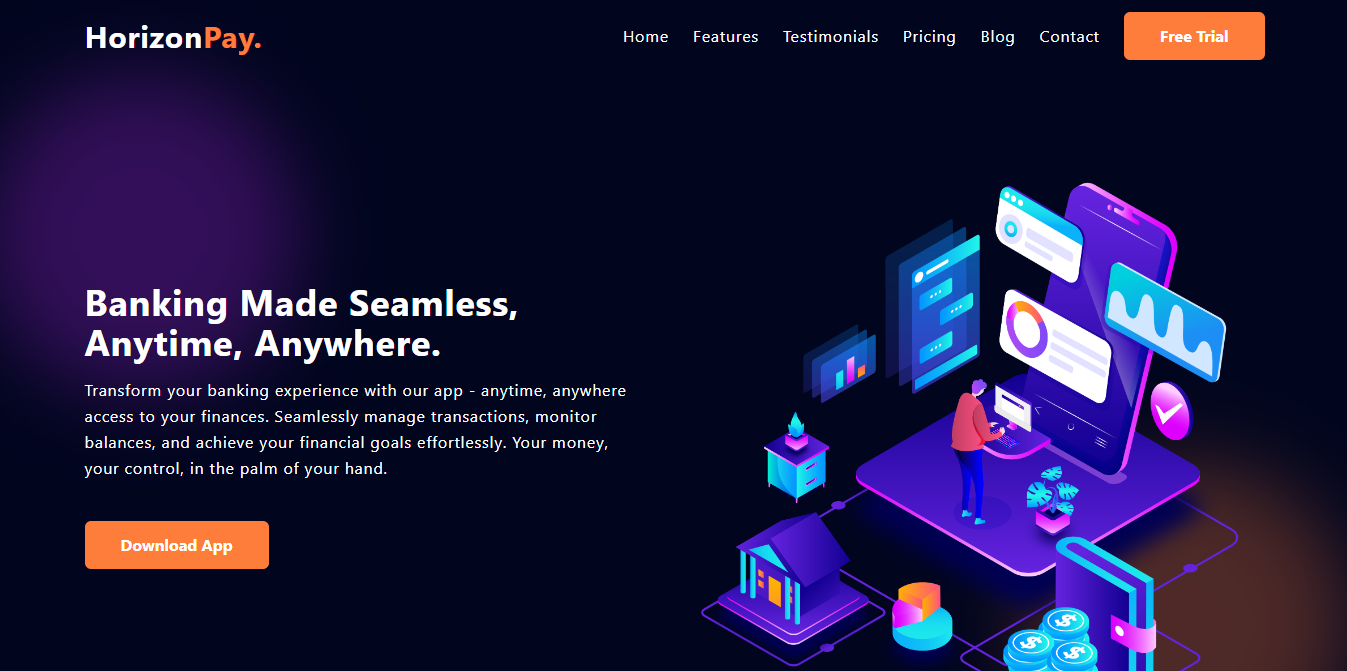 HorizonPay.
Home Features Testimonials Pricing Blog Contact Free Trial
Banking Made Seamless,
Anytime, Anywhere.
Transform your banking experience with our app - anytime, anywhere
access to your finances. Seamlessly manage transactions, monitor
balances, and achieve your financial goals effortlessly. Your money,
your control, in the palm of your hand.
Download App